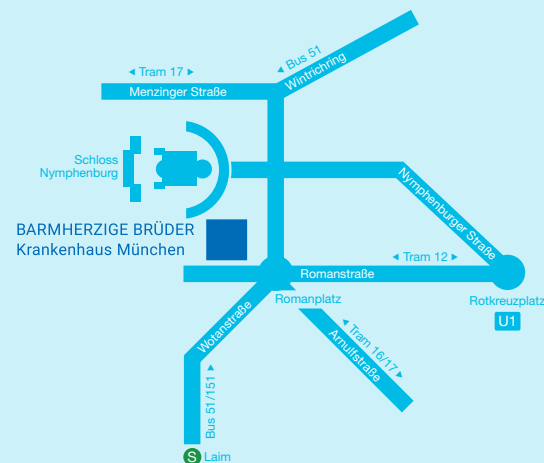 Bus 51
Wintrichring
Tram 17
Menzinger Straße
Schloss
Nymphenburg
Nymphenburger Straße
BARMHERZIGE BRÜDER
Krankenhaus München
Tram 12
Romanstraße
Romanplatz
Rotkreuzplatz
U1
Wotanstraße
Tram 16/17
Arnulfstraße
Bus 51/151
S Laim